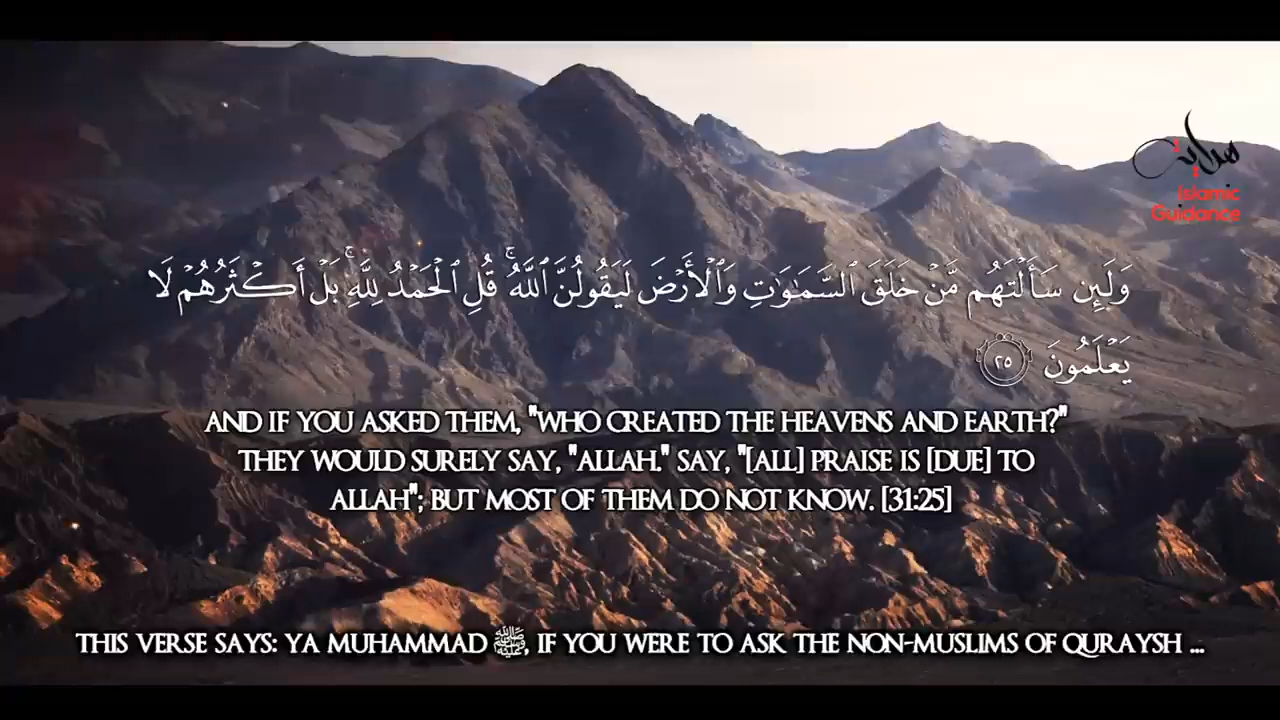 هداية
Islamic
Guidance
وَلَئِن سَأَلْتَهُم مَّنْ خَلَقَ ٱلسَّمَـٰوَٰتِ وَٱلْأَرْضَ لَيَقُولُنَّ ٱللَّهُ ۚ قُلِ ٱلْحَمْدُ لِلَّهِ ۚ بَلْ أَكْثَرُهُمْ لَا
يَعْلَمُونَ ٢٥
AND IF YOU ASKED THEM, "WHO CREATED THE HEAVENS AND EARTH?"
THEY WOULD SURELY SAY, "ALLAH." SAY, "[ALL] PRAISE IS [DUE] TO
ALLAH"; BUT MOST OF THEM DO NOT KNOW. [31:25]
THIS VERSE SAYS: YA MUHAMMAD ﷺ, IF YOU WERE TO ASK THE NON-MUSLIMS OF QURAYSH ...